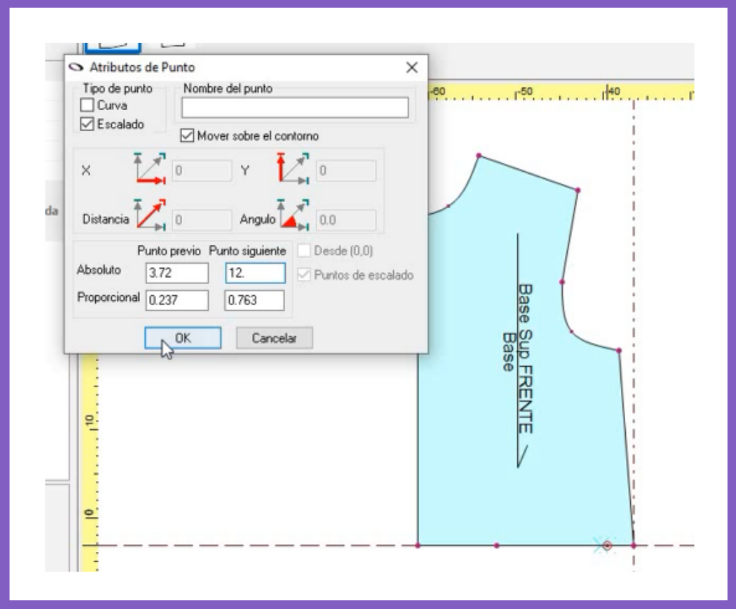 Atributos de Punto
Tipo de punto
Curva
Escalado
Nombre del punto
Mover sobre el contorno
X
0
Y
0
Distancia
0
Angulo
0.0
Punto previo
Punto siguiente
Desde (0,0)
Absoluto
3.72
12.
Puntos de escalado
Proporcional
0.237
0.763
OK
Cancelar
da
-60
-50
|40
10
0
Base Sup FRENTE
Base